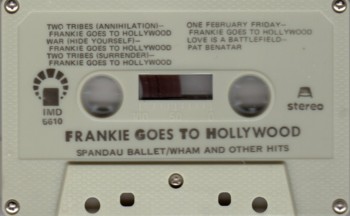 TWO TRIBES (ANNIHILATION)–
FRANKIE GOES TO HOLLYWOOD
WAR (HIDE YOURSELF)–
FRANKIE GOES TO HOLLYWOOD
TWO TRIBES (SURRENDER)–
FRANKIE GOES TO HOLLYWOOD
ONE FEBRUARY FRIDAY–
FRANKIE GOES TO HOLLYWOOD
LOVE IS A BATTLEFIELD–
PAT BENATAR
IMD
5610
stereo
FRANKIE GOES TO HOLLYWOOD
SPANDAU BALLET/WHAM AND OTHER HITS